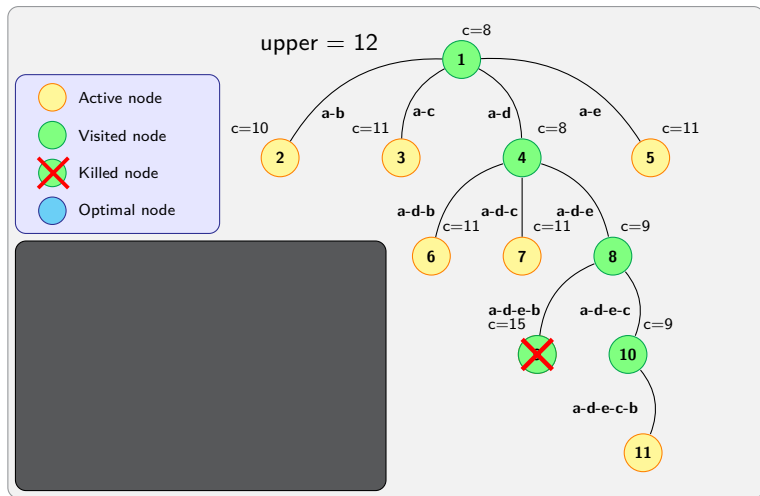 c=8
upper = 12
1
Active node
Visited node
Killed node
Optimal node
a-b
a-c
a-d
a-e
c=10
c=11
c=8
c=11
2
3
4
5
a-d-b
a-d-c
a-d-e
c=11
c=11
c=9
6
7
8
a-d-e-b
a-d-e-c
c=15
c=9
10
a-d-e-c-b
11